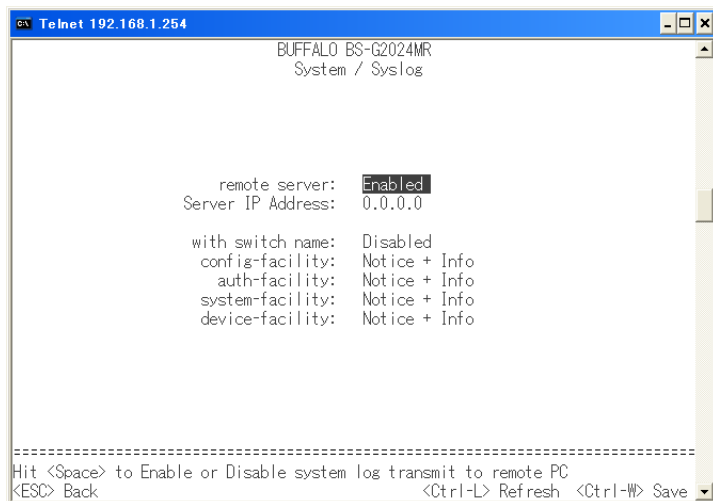 Telnet 192.168.1.254
BUFFALO BS-G2024MR
System / Syslog
remote server: Enabled
Server IP Address: 0.0.0.0
with switch name: Disabled
config-facility: Notice + Info
auth-facility: Notice + Info
system-facility: Notice + Info
device-facility: Notice + Info
Hit <Space> to Enable or Disable system log transmit to remote PC
<ESC> Back <Ctrl-L> Refresh <Ctrl-W> Save